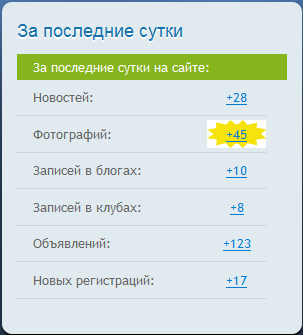 За последние сутки
За последние сутки на сайте:
Новостей: +28
Фотографий: +45
Записей в блогах: +10
Записей в клубах: +8
Объявлений: +123
Новых регистраций: +17